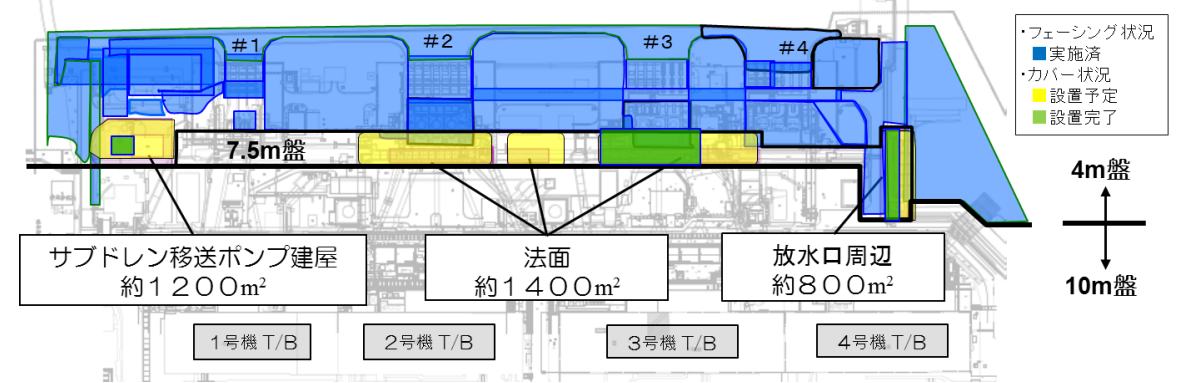 #1
#2
#3
#4
・フェーシング状況
実施済
・カバー状況
設置予定
設置完了
7.5m盤
4m盤
10m盤
サブドレン移送ポンプ建屋
約1200m²
法面
約1400m²
放水口周辺
約800m²
1号機 T/B
2号機 T/B
3号機 T/B
4号機 T/B